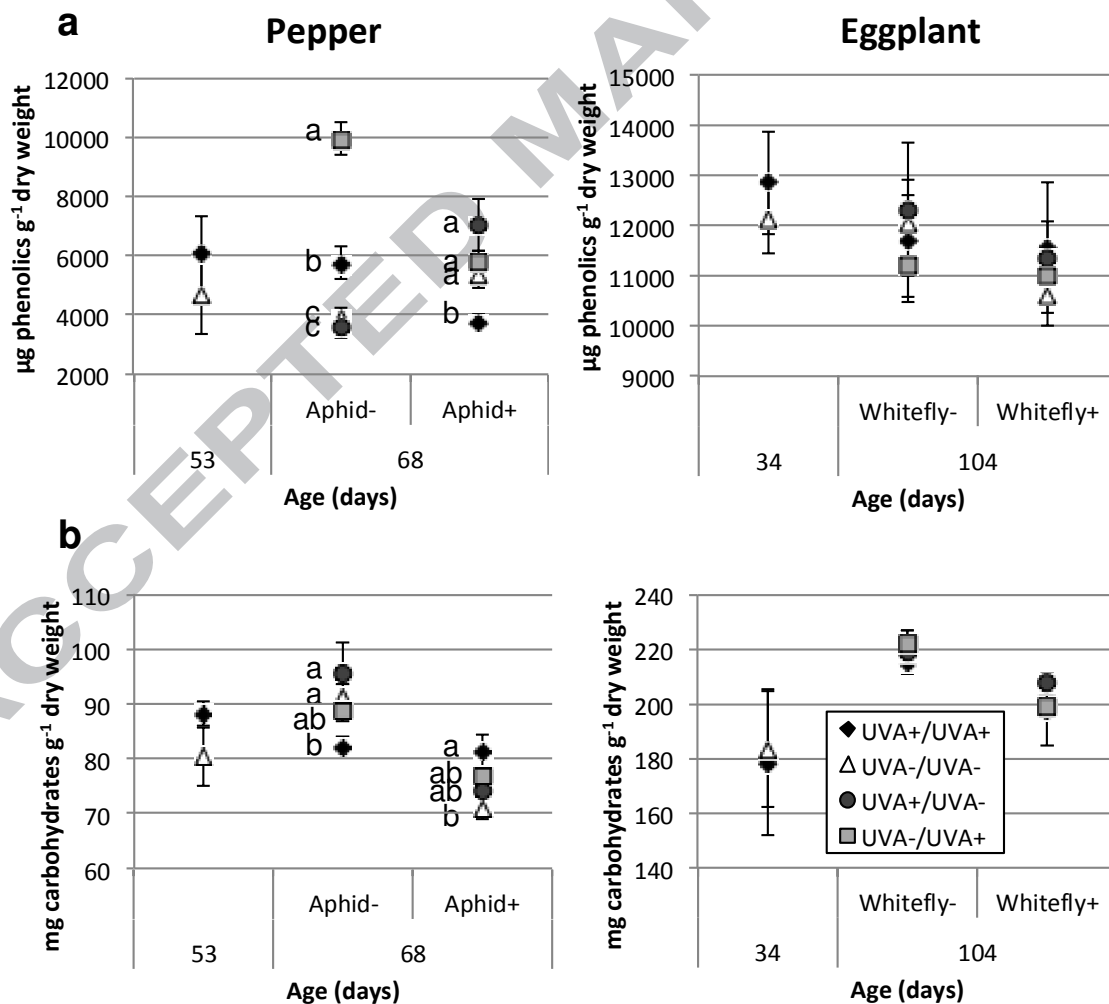 a
Pepper
Eggplant
µg phenolics g⁻¹ dry weight
12000
10000
8000
6000
4000
2000
a
b
c
c
a
a
a
b
Aphid-
Aphid+
53
68
Age (days)
µg phenolics g⁻¹ dry weight
15000
14000
13000
12000
11000
10000
9000
Whitefly-
Whitefly+
34
104
Age (days)
b
mg carbohydrates g⁻¹ dry weight
110
100
90
80
70
60
a
a
ab
b
a
ab
ab
b
Aphid-
Aphid+
53
68
Age (days)
mg carbohydrates g⁻¹ dry weight
240
220
200
180
160
140
UVA+/UVA+
UVA-/UVA-
UVA+/UVA-
UVA-/UVA+
Whitefly-
Whitefly+
34
104
Age (days)
ACCEPTED MA